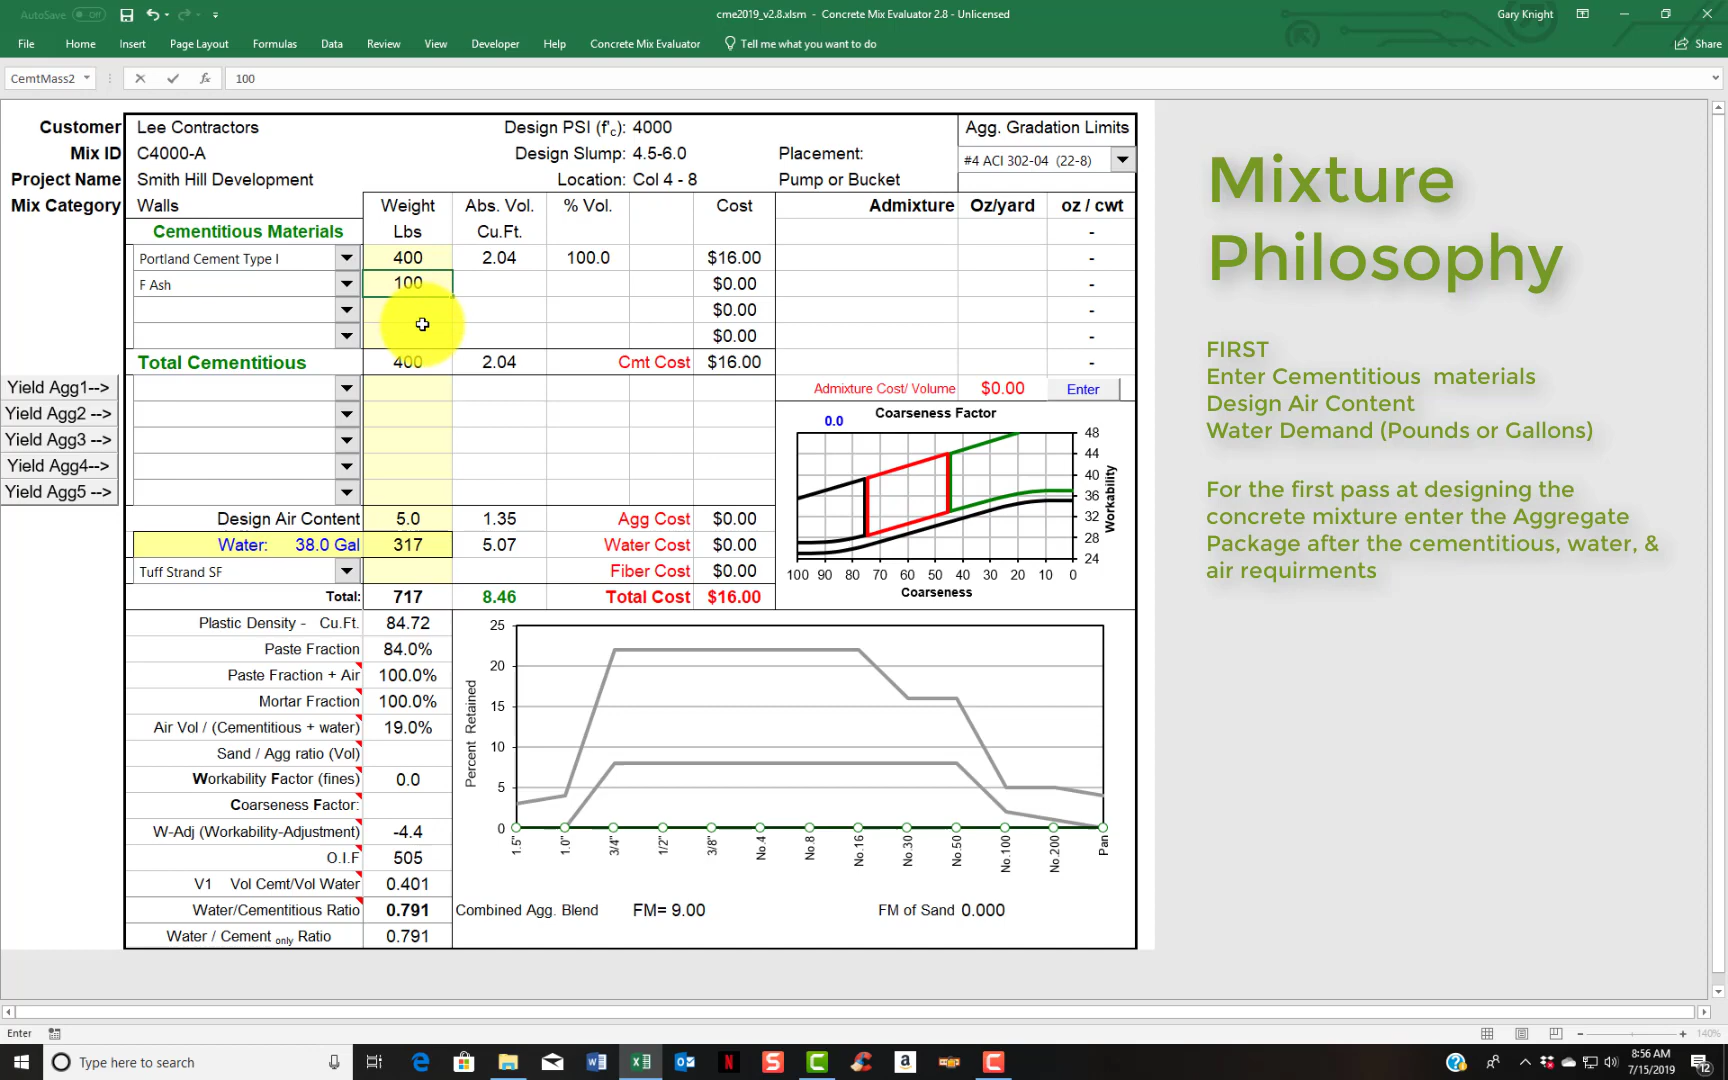 AutoSave Off
cme2019_v2.8.xlsm - Concrete Mix Evaluator 2.8 - Unlicensed
Gary Knight
File Home Insert Page Layout Formulas Data Review View Developer Help Concrete Mix Evaluator Tell me what you want to do Share
CemtMass2 fx 100
Customer Lee Contractors Design PSI (f'c): 4000 Agg. Gradation Limits
Mix ID C4000-A Design Slump: 4.5-6.0 Placement: #4 ACI 302-04 (22-8)
Project Name Smith Hill Development Location: Col 4 - 8 Pump or Bucket
Mix Category Walls Weight Abs. Vol. % Vol. Cost Admixture Oz/yard oz / cwt
Cementitious Materials Lbs Cu.Ft. -
Portland Cement Type I 400 2.04 100.0 $16.00 -
F Ash 100 $0.00 -
$0.00 -
$0.00 -
Total Cementitious 400 2.04 Cmt Cost $16.00 -
Yield Agg1--> Admixture Cost/ Volume $0.00 Enter
Yield Agg2 -->
Yield Agg3 -->
Yield Agg4-->
Yield Agg5 -->
Design Air Content 5.0 1.35 Agg Cost $0.00
Water: 38.0 Gal 317 5.07 Water Cost $0.00
Tuff Strand SF Fiber Cost $0.00
Total: 717 8.46 Total Cost $16.00
Plastic Density - Cu.Ft. 84.72
Paste Fraction 84.0%
Paste Fraction + Air 100.0%
Mortar Fraction 100.0%
Air Vol / (Cementitious + water) 19.0%
Sand / Agg ratio (Vol)
Workability Factor (fines) 0.0
Coarseness Factor:
W-Adj (Workability-Adjustment) -4.4
O.I.F 505
V1 Vol Cemt/Vol Water 0.401
Water/Cementitious Ratio 0.791
Water / Cement only Ratio 0.791
0.0 Coarseness Factor
48
44
40
36
32
28
24
Workability
100 90 80 70 60 50 40 30 20 10 0
Coarseness
25
20
15
10
5
0
Percent Retained
1.5" 1.0" 3/4" 1/2" 3/8" No.4 No.8 No.16 No.30 No.50 No.100 No.200 Pan
Combined Agg. Blend FM= 9.00 FM of Sand 0.000
Mixture
Philosophy
FIRST
Enter Cementitious materials
Design Air Content
Water Demand (Pounds or Gallons)
For the first pass at designing the
concrete mixture enter the Aggregate
Package after the cementitious, water, &
air requirments
Enter 140%
Type here to search
8:56 AM
7/15/2019
12